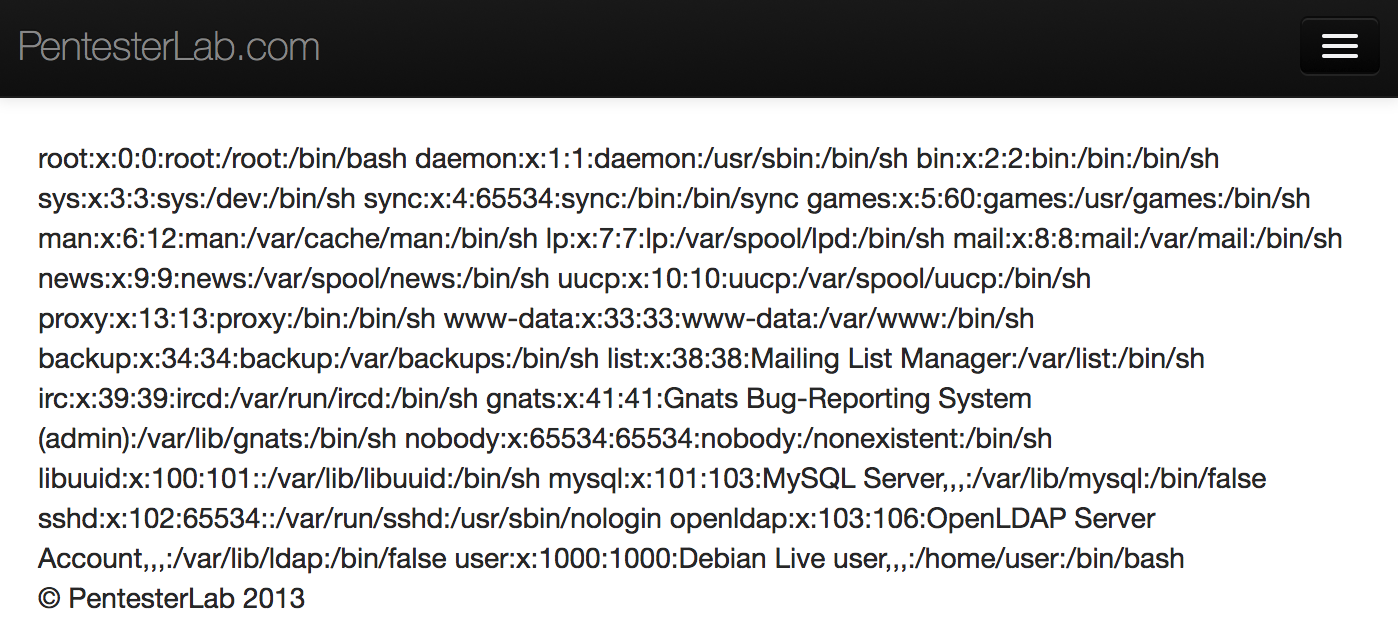 PentesterLab.com
root:x:0:0:root:/root:/bin/bash daemon:x:1:1:daemon:/usr/sbin:/bin/sh bin:x:2:2:bin:/bin:/bin/sh
sys:x:3:3:sys:/dev:/bin/sh sync:x:4:65534:sync:/bin:/bin/sync games:x:5:60:games:/usr/games:/bin/sh
man:x:6:12:man:/var/cache/man:/bin/sh lp:x:7:7:lp:/var/spool/lpd:/bin/sh mail:x:8:8:mail:/var/mail:/bin/sh
news:x:9:9:news:/var/spool/news:/bin/sh uucp:x:10:10:uucp:/var/spool/uucp:/bin/sh
proxy:x:13:13:proxy:/bin:/bin/sh www-data:x:33:33:www-data:/var/www:/bin/sh
backup:x:34:34:backup:/var/backups:/bin/sh list:x:38:38:Mailing List Manager:/var/list:/bin/sh
irc:x:39:39:ircd:/var/run/ircd:/bin/sh gnats:x:41:41:Gnats Bug-Reporting System
(admin):/var/lib/gnats:/bin/sh nobody:x:65534:65534:nobody:/nonexistent:/bin/sh
libuuid:x:100:101::/var/lib/libuuid:/bin/sh mysql:x:101:103:MySQL Server,,,:/var/lib/mysql:/bin/false
sshd:x:102:65534::/var/run/sshd:/usr/sbin/nologin openldap:x:103:106:OpenLDAP Server
Account,,,:/var/lib/ldap:/bin/false user:x:1000:1000:Debian Live user,,,:/home/user:/bin/bash
© PentesterLab 2013